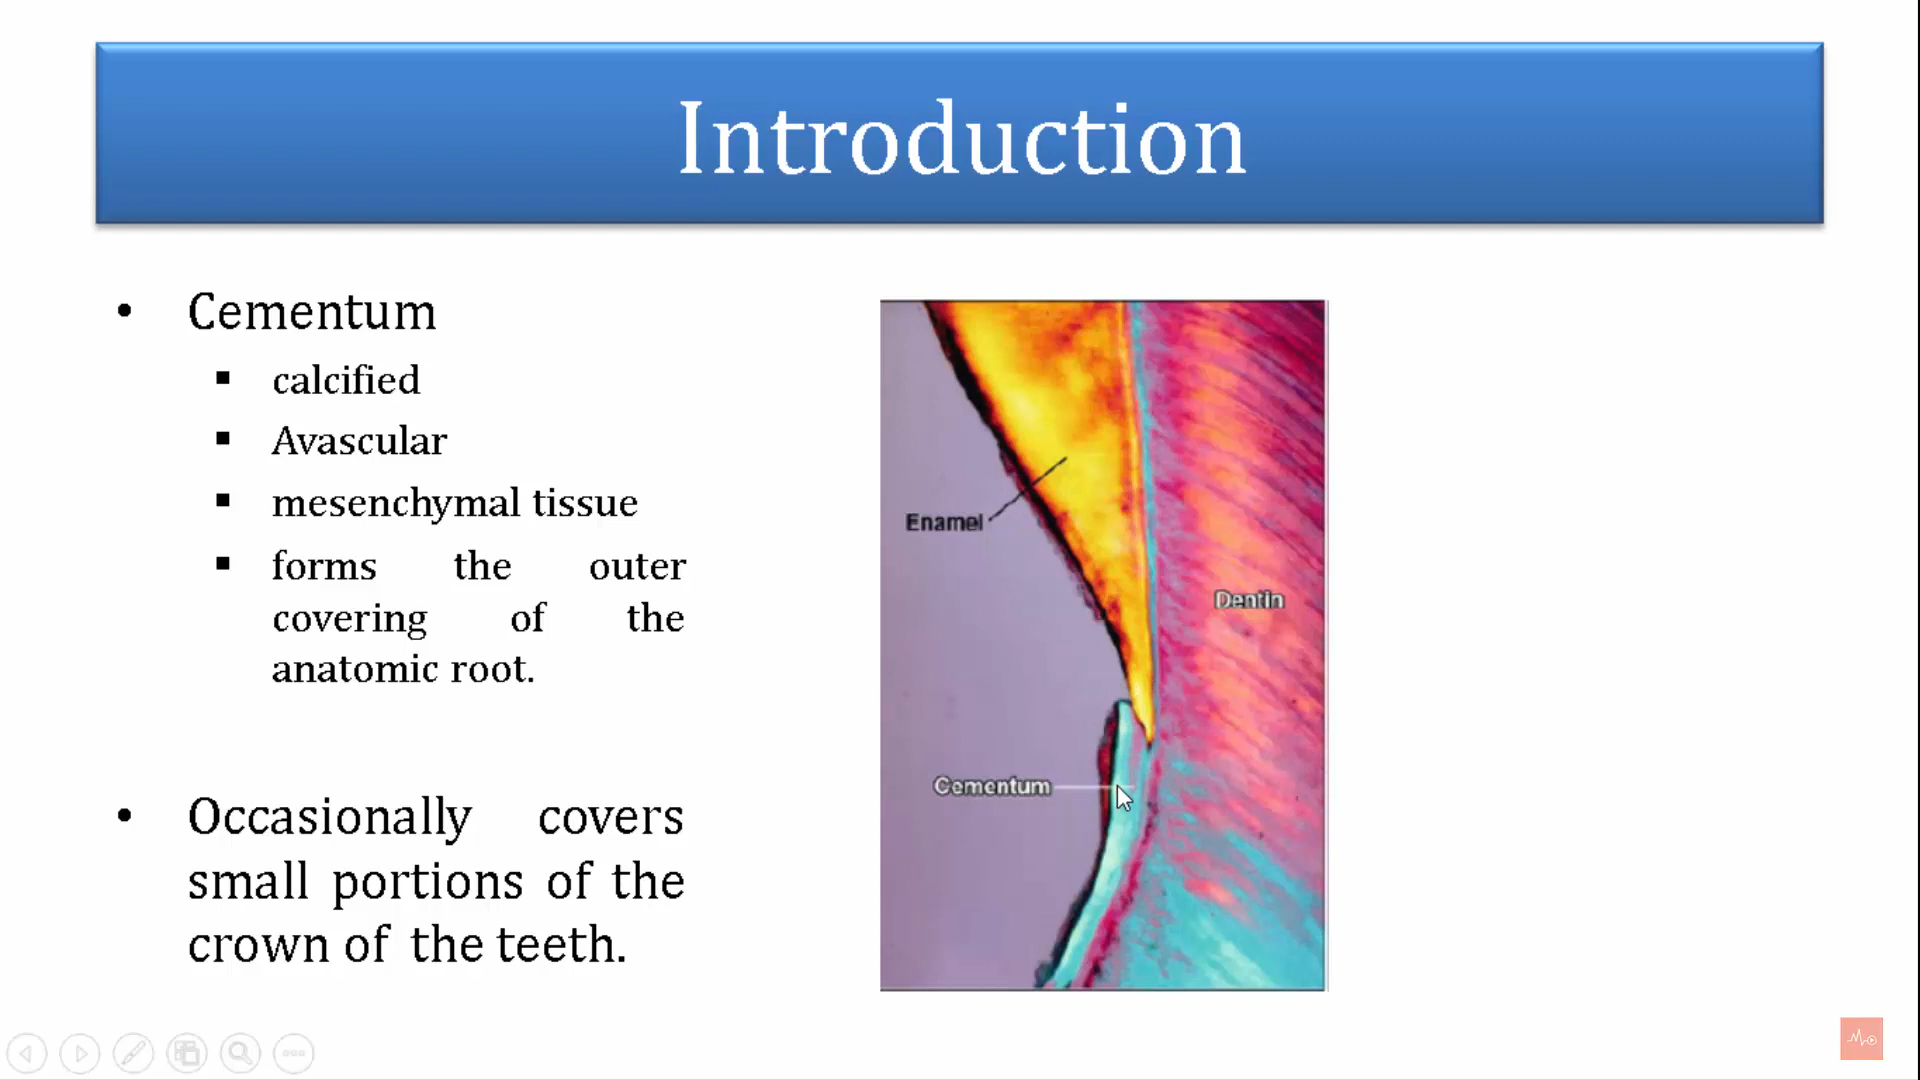 Introduction
• Cementum
▪ calcified
▪ Avascular
▪ mesenchymal tissue
▪ forms the outer
covering of the
anatomic root.
• Occasionally covers
small portions of the
crown of the teeth.
Enamel
Dentin
Cementum